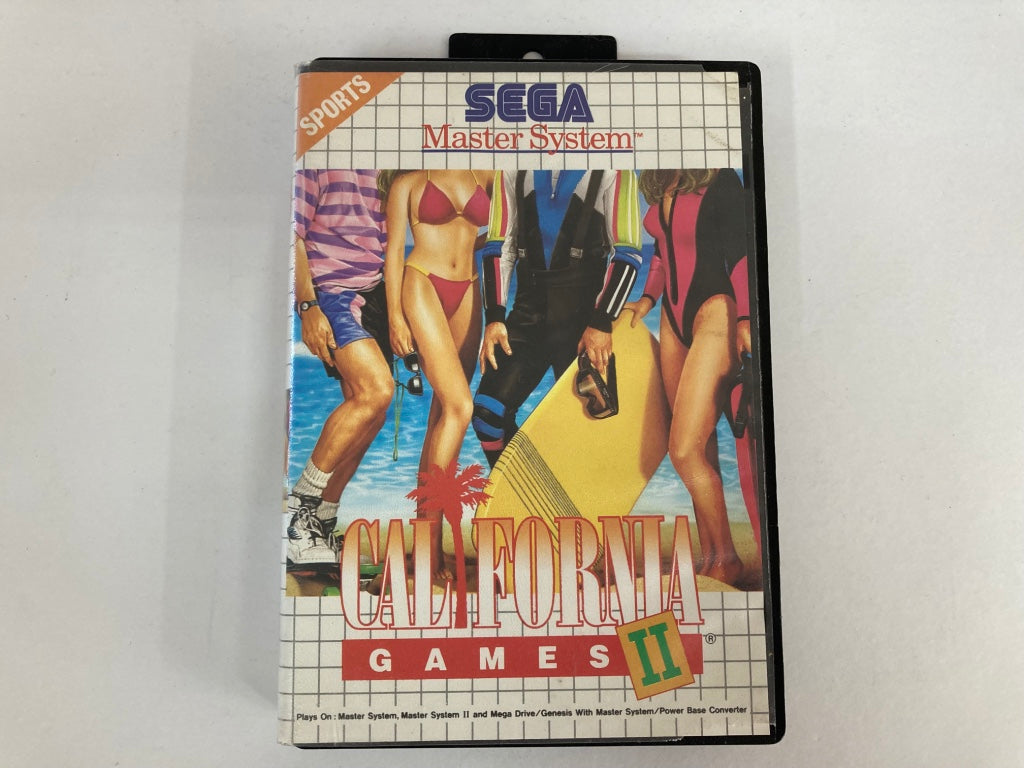 SPORTS
SEGA
Master System™
CALIFORNIA
GAMES II ®
Plays On : Master System, Master System II and Mega Drive/Genesis With Master System/Power Base Converter